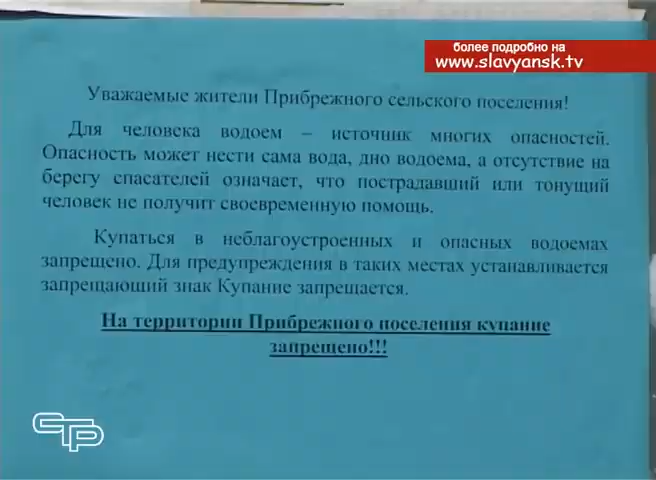 более подробно на
www.slavyansk.tv
Уважаемые жители Прибрежного сельского поселения!
Для человека водоем – источник многих опасностей.
Опасность может нести сама вода, дно водоема, а отсутствие на
берегу спасателей означает, что пострадавший или тонущий
человек не получит своевременную помощь.
Купаться в неблагоустроенных и опасных водоемах
запрещено. Для предупреждения в таких местах устанавливается
запрещающий знак Купание запрещается.
На территории Прибрежного поселения купание
запрещено!!!
СТР